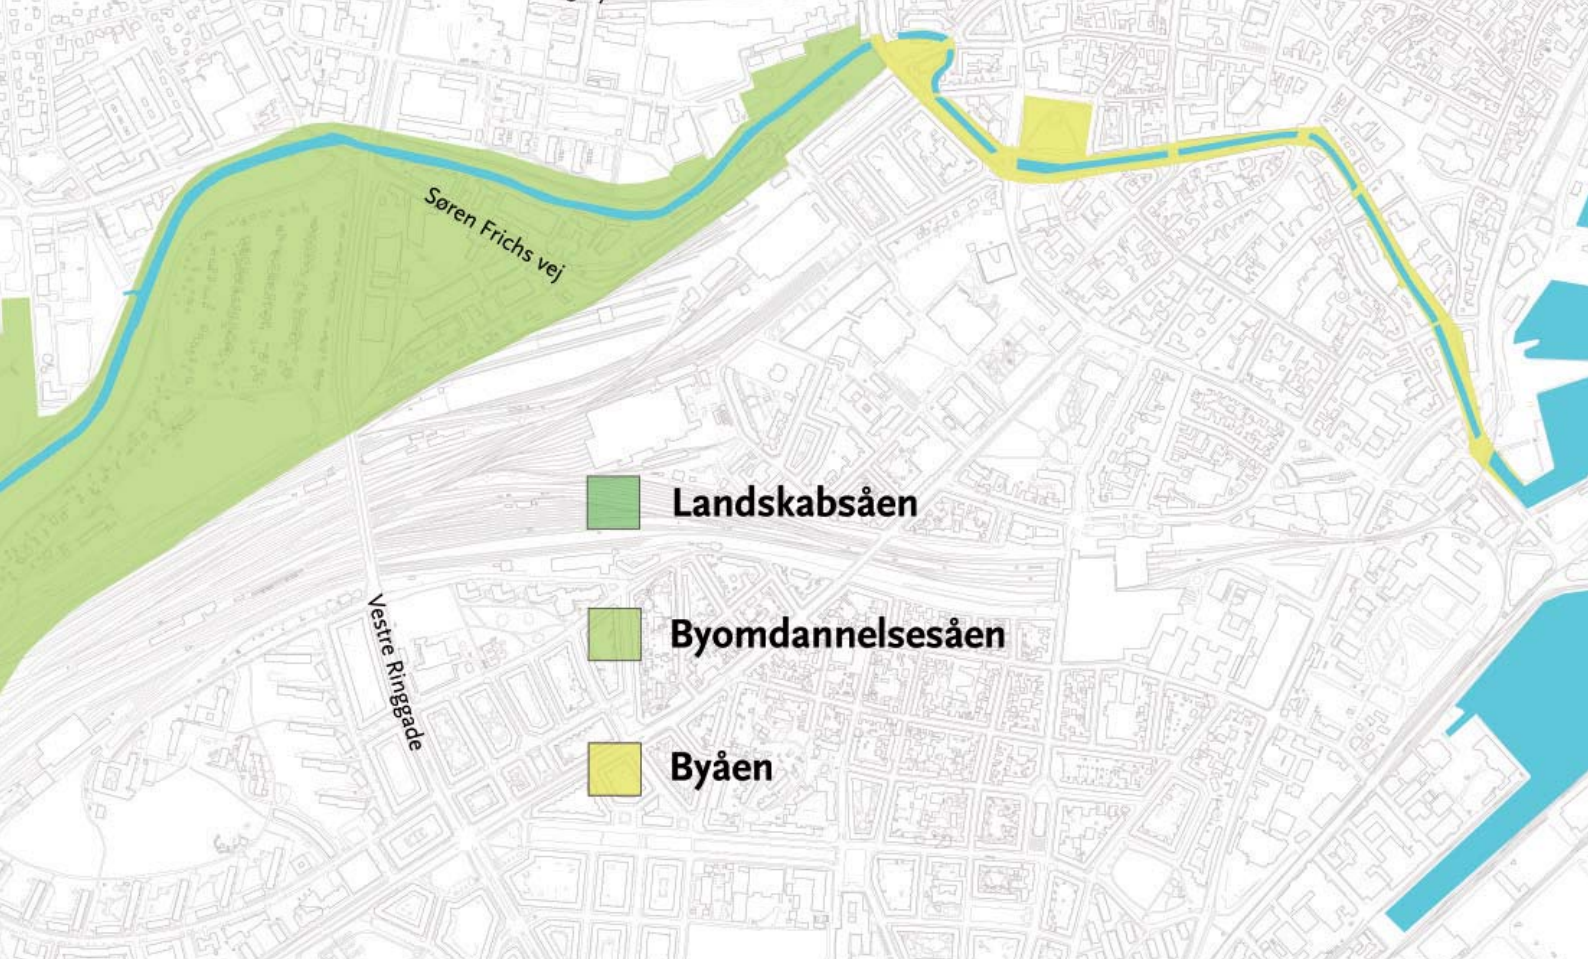 Søren Frichs vej
Landskabsåen
Byomdannelsesåen
Vestre Ringgade
Byåen